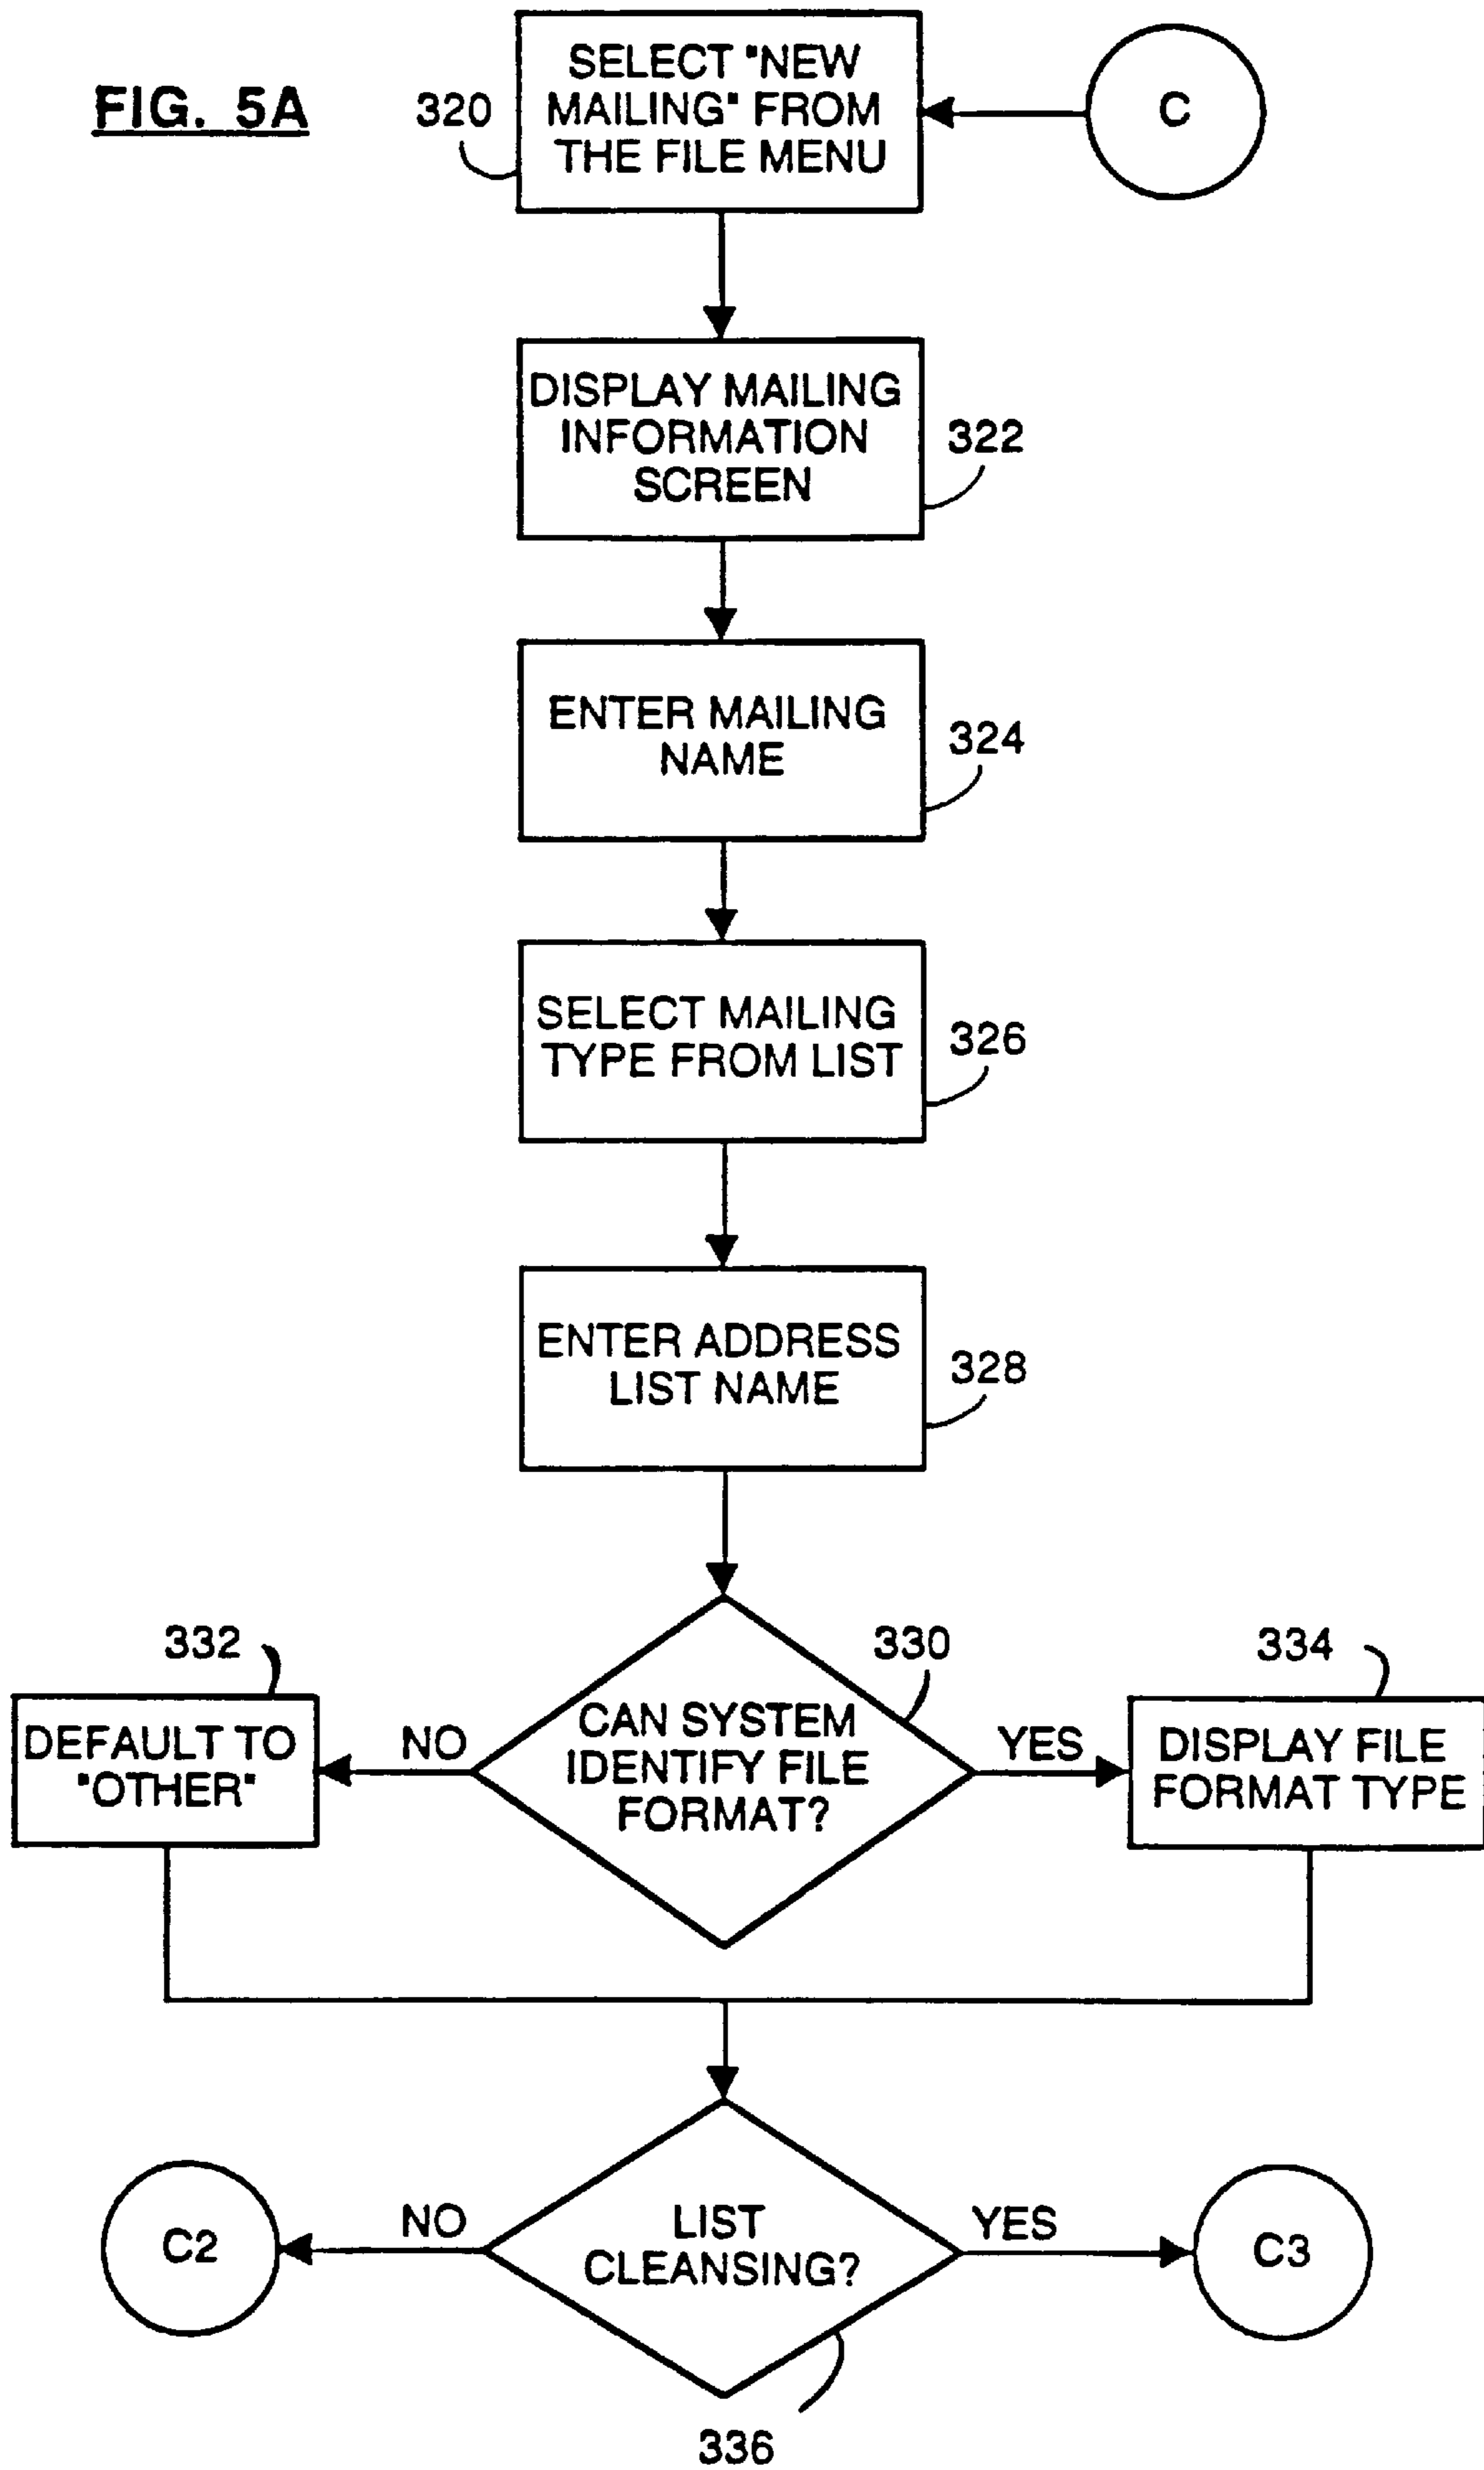 FIG. 5A
320
SELECT "NEW
MAILING" FROM
THE FILE MENU
C
DISPLAY MAILING
INFORMATION
SCREEN
322
ENTER MAILING
NAME
324
SELECT MAILING
TYPE FROM LIST
326
ENTER ADDRESS
LIST NAME
328
332
DEFAULT TO
"OTHER"
NO
330
CAN SYSTEM
IDENTIFY FILE
FORMAT?
YES
334
DISPLAY FILE
FORMAT TYPE
C2
NO
LIST
CLEANSING?
YES
C3
336